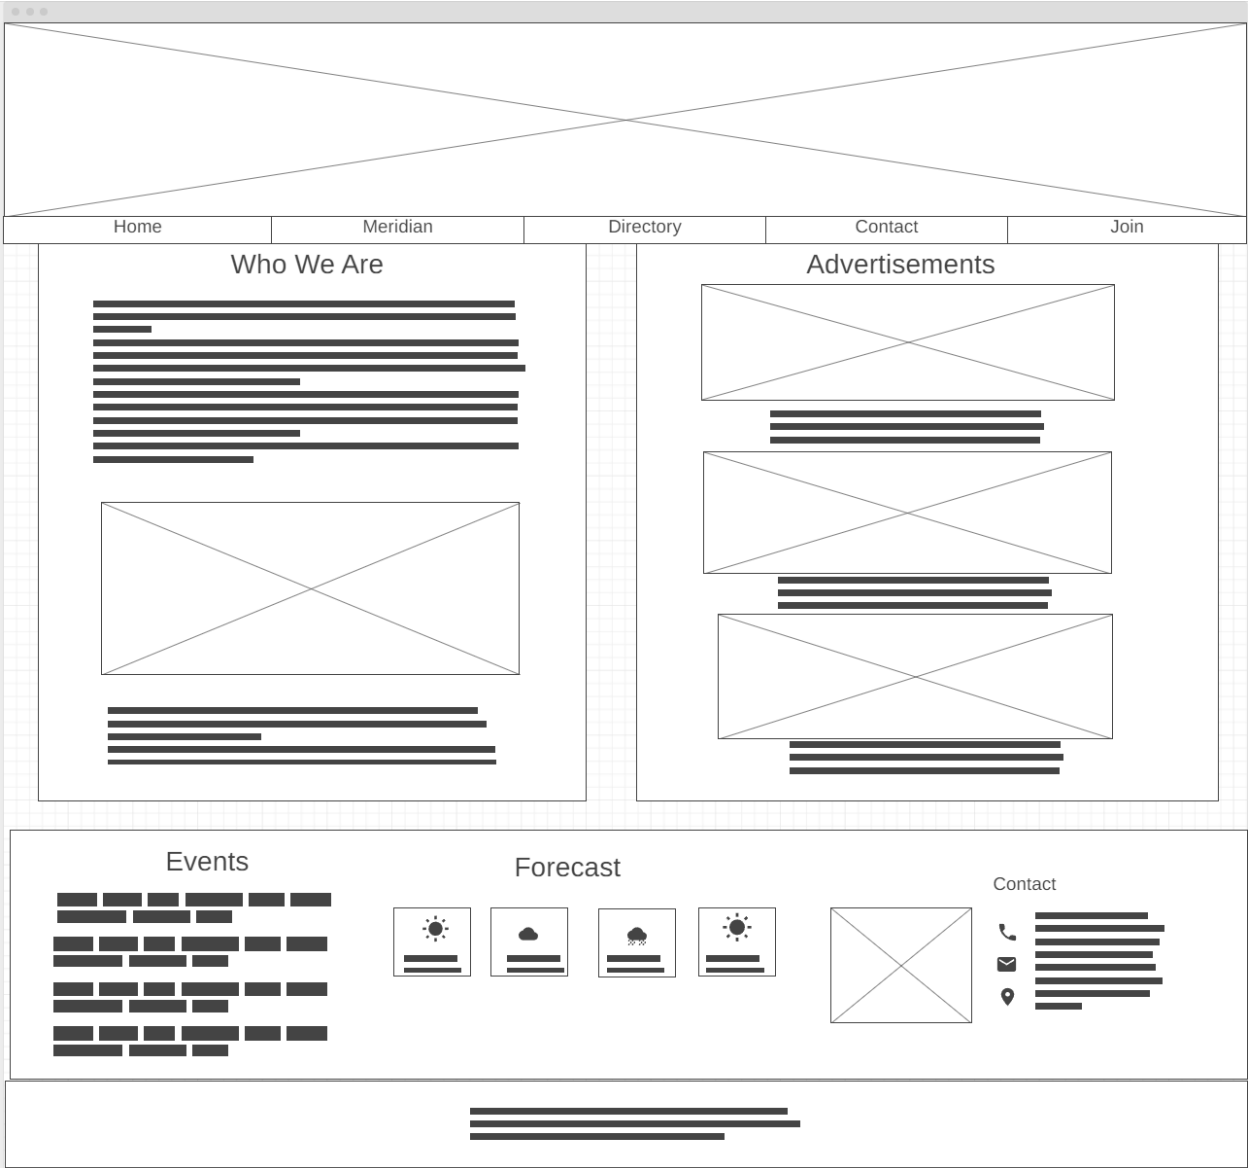 Home
Meridian
Directory
Contact
Join
Who We Are
Advertisements
Events
Forecast
Contact